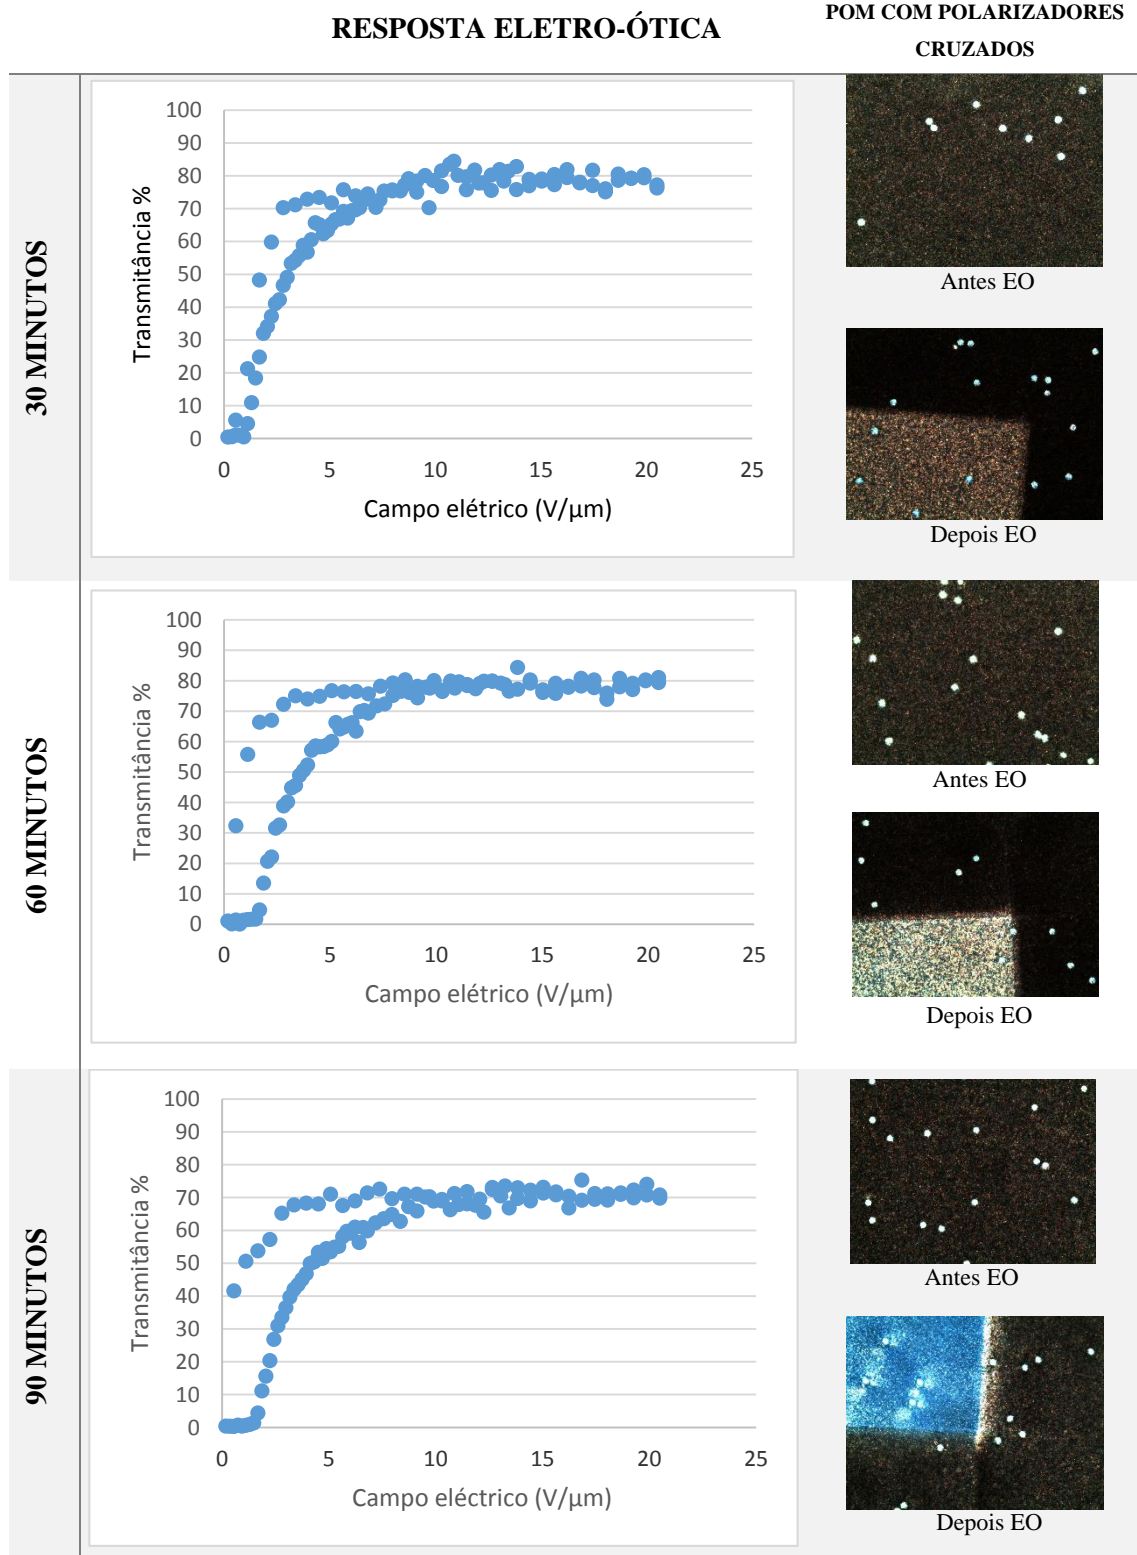 RESPOSTA ELETRO-ÓTICA
POM COM POLARIZADORES
CRUZADOS
30 MINUTOS
Transmitância %
100
90
80
70
60
50
40
30
20
10
0
0 5 10 15 20 25
Campo elétrico (V/µm)
Antes EO
Depois EO
60 MINUTOS
Transmitância %
100
90
80
70
60
50
40
30
20
10
0
0 5 10 15 20 25
Campo elétrico (V/µm)
Antes EO
Depois EO
90 MINUTOS
Transmitância %
100
90
80
70
60
50
40
30
20
10
0
0 5 10 15 20 25
Campo eléctrico (V/µm)
Antes EO
Depois EO